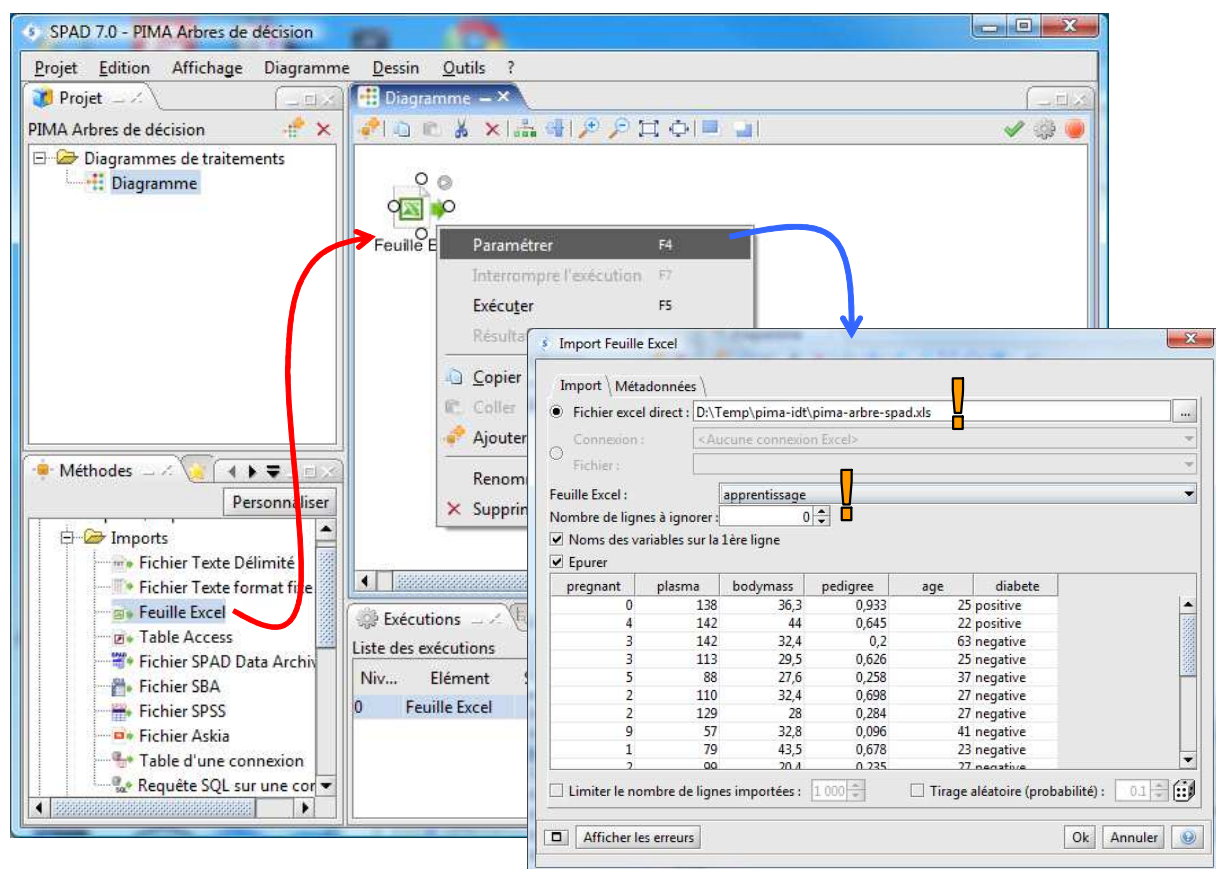 SPAD 7.0 - PIMA Arbres de décision
Projet Edition Affichage Diagramme Dessin Outils ?
Projet
PIMA Arbres de décision
Diagrammes de traitements
Diagramme
Diagramme
Feuille E
Paramétrer F4
Interrompre l'exécution F7
Exécuter F5
Copier
Coller
Ajouter
Méthodes
Personnaliser
Imports
Fichier Texte Délimité
Fichier Texte format fixe
Feuille Excel
Table Access
Fichier SPAD Data Archiv
Fichier SBA
Fichier SPSS
Fichier Askia
Table d'une connexion
Requête SQL sur une cor
Exécutions
Liste des exécutions
Niv... Elément
0 Feuille Excel
Import Feuille Excel
Import Métadonnées
Fichier excel direct : D:\Temp\pima-idt\pima-arbre-spad.xls ...
!
Connexion : <Aucune connexion Excel>
Fichier :
Feuille Excel : apprentissage
!
Nombre de lignes à ignorer : 0
Noms des variables sur la 1ère ligne
Epurer
pregnant plasma bodymass pedigree age diabete
0 138 36,3 0,933 25 positive
4 142 44 0,645 22 positive
3 142 32,4 0,2 63 negative
3 113 29,5 0,626 25 negative
5 88 27,6 0,258 37 negative
2 110 32,4 0,698 27 negative
2 129 28 0,284 27 negative
9 57 32,8 0,096 41 negative
1 79 43,5 0,678 23 negative
2 99 20,4 0,235 27 negative
Limiter le nombre de lignes importées : 1 000 Tirage aléatoire (probabilité) : 0.1
Afficher les erreurs Ok Annuler